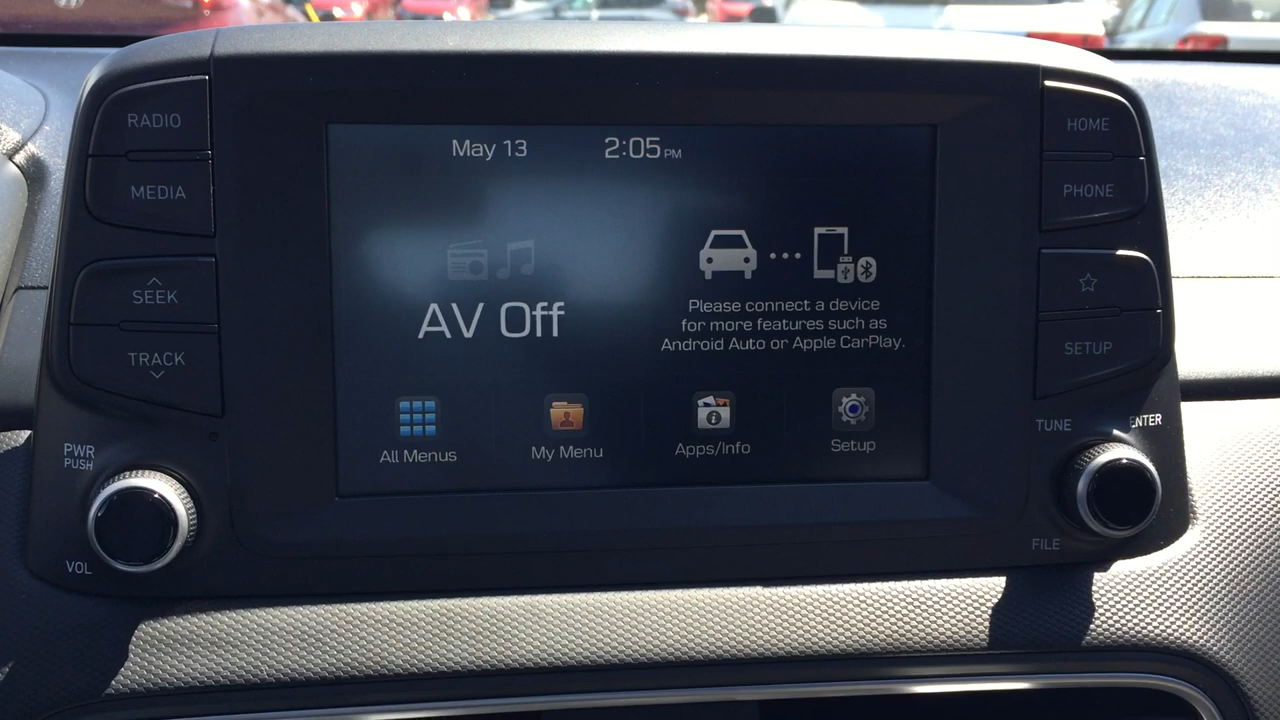 RADIO
MEDIA
SEEK
TRACK
PWR
PUSH
VOL
May 13 2:05 PM
AV Off
Please connect a device
for more features such as
Android Auto or Apple CarPlay.
All Menus
My Menu
Apps/Info
Setup
HOME
PHONE
SETUP
TUNE
ENTER
FILE